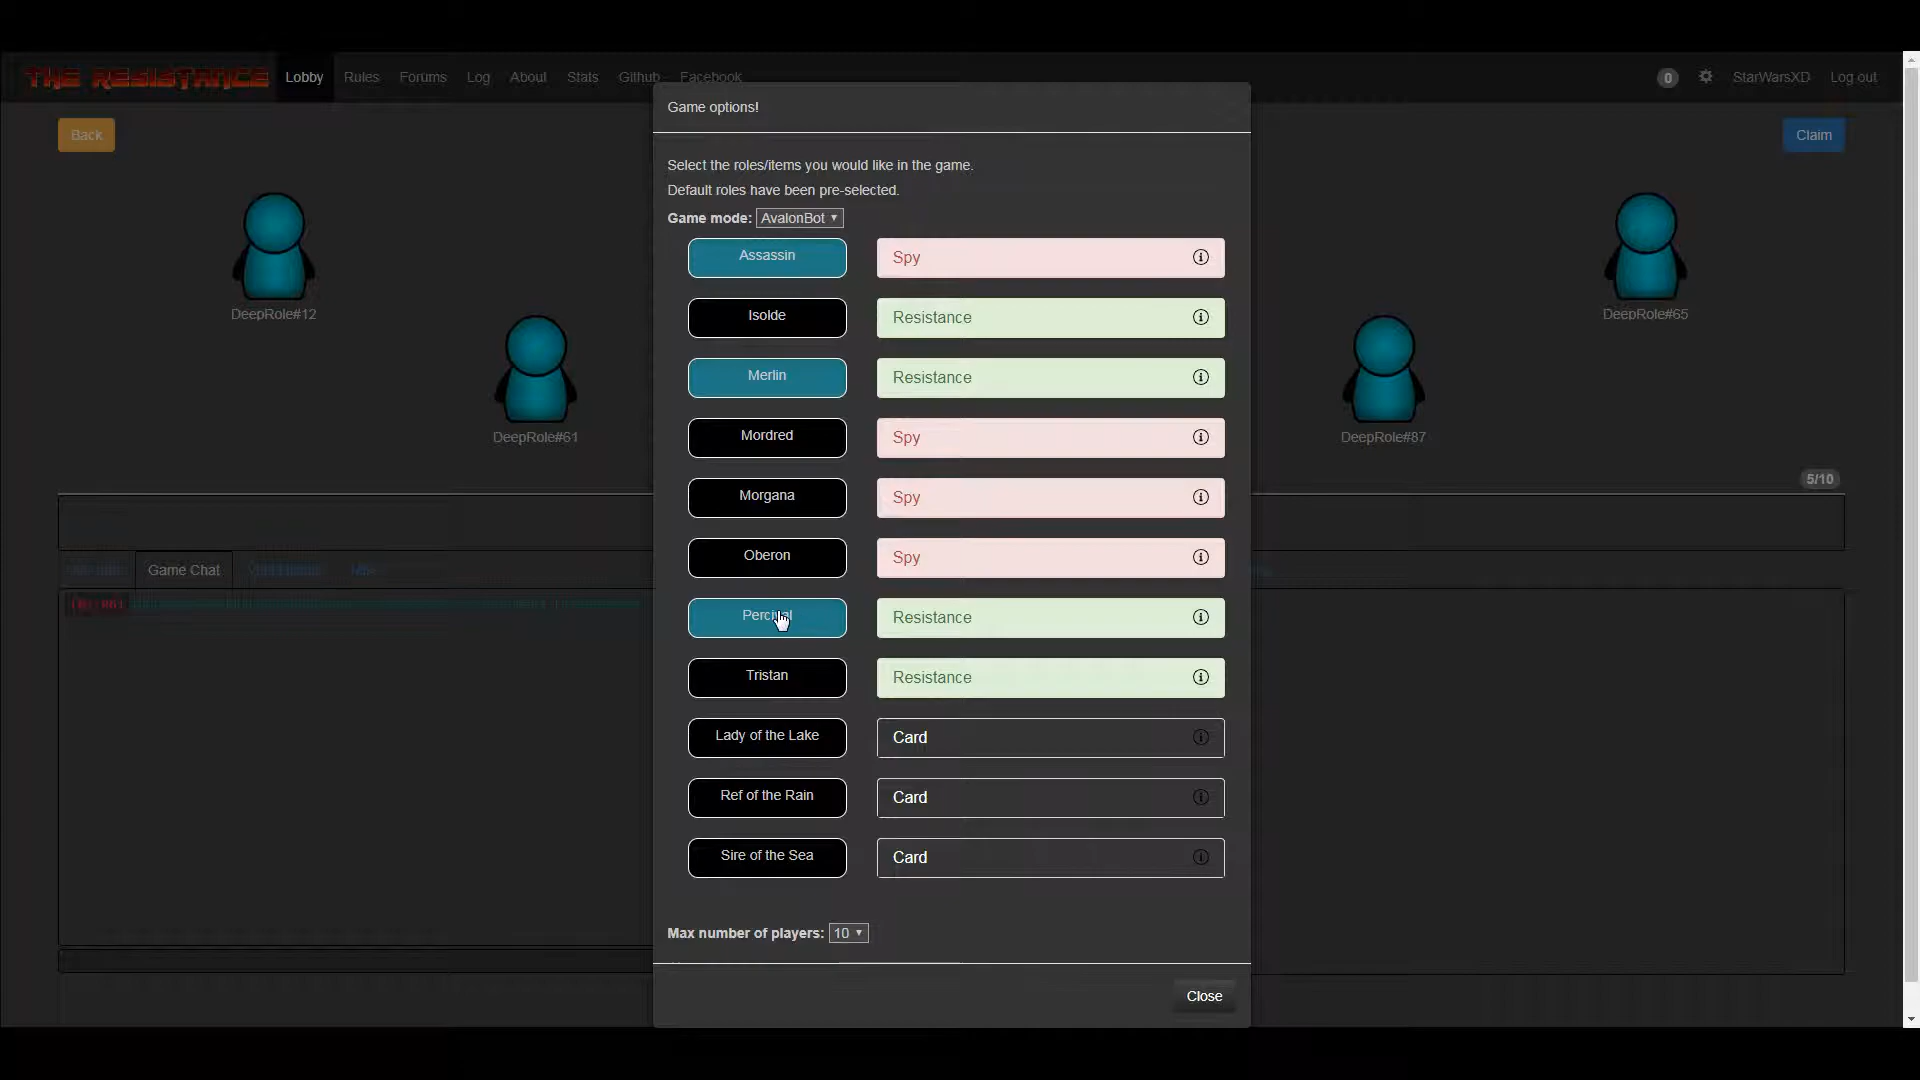 THE RESISTANCE Lobby Rules Forums Log About Stats Github Facebook 0 StarWarsXD Log out
Game options!
Back
Claim
Select the roles/items you would like in the game.
Default roles have been pre-selected.
Game mode: AvalonBot
Assassin Spy
DeepRole#12
Isolde Resistance
DeepRole#65
Merlin Resistance
DeepRole#61
Mordred Spy
DeepRole#87
5/10
Morgana Spy
Oberon Spy
Game Chat
Percival Resistance
Tristan Resistance
Lady of the Lake Card
Ref of the Rain Card
Sire of the Sea Card
Max number of players: 10
Close